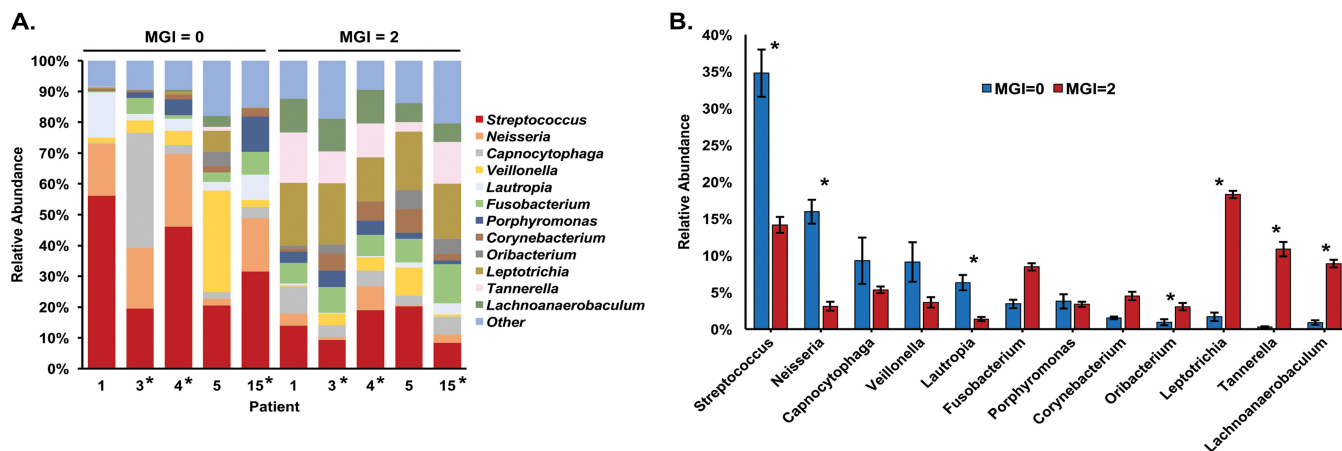 A.
MGI = 0
MGI = 2
100%
90%
80%
70%
60%
50%
40%
30%
20%
10%
0%
Relative Abundance
1
3*
4*
5
15*
1
3*
4*
5
15*
Patient
Streptococcus
Neisseria
Capnocytophaga
Veillonella
Lautropia
Fusobacterium
Porphyromonas
Corynebacterium
Oribacterium
Leptotrichia
Tannerella
Lachnoanaerobaculum
Other
B.
40%
35%
30%
25%
20%
15%
10%
5%
0%
Relative Abundance
MGI=0
MGI=2
*
*
*
*
*
*
*
Streptococcus
Neisseria
Capnocytophaga
Veillonella
Lautropia
Fusobacterium
Porphyromonas
Corynebacterium
Oribacterium
Leptotrichia
Tannerella
Lachnoanaerobaculum